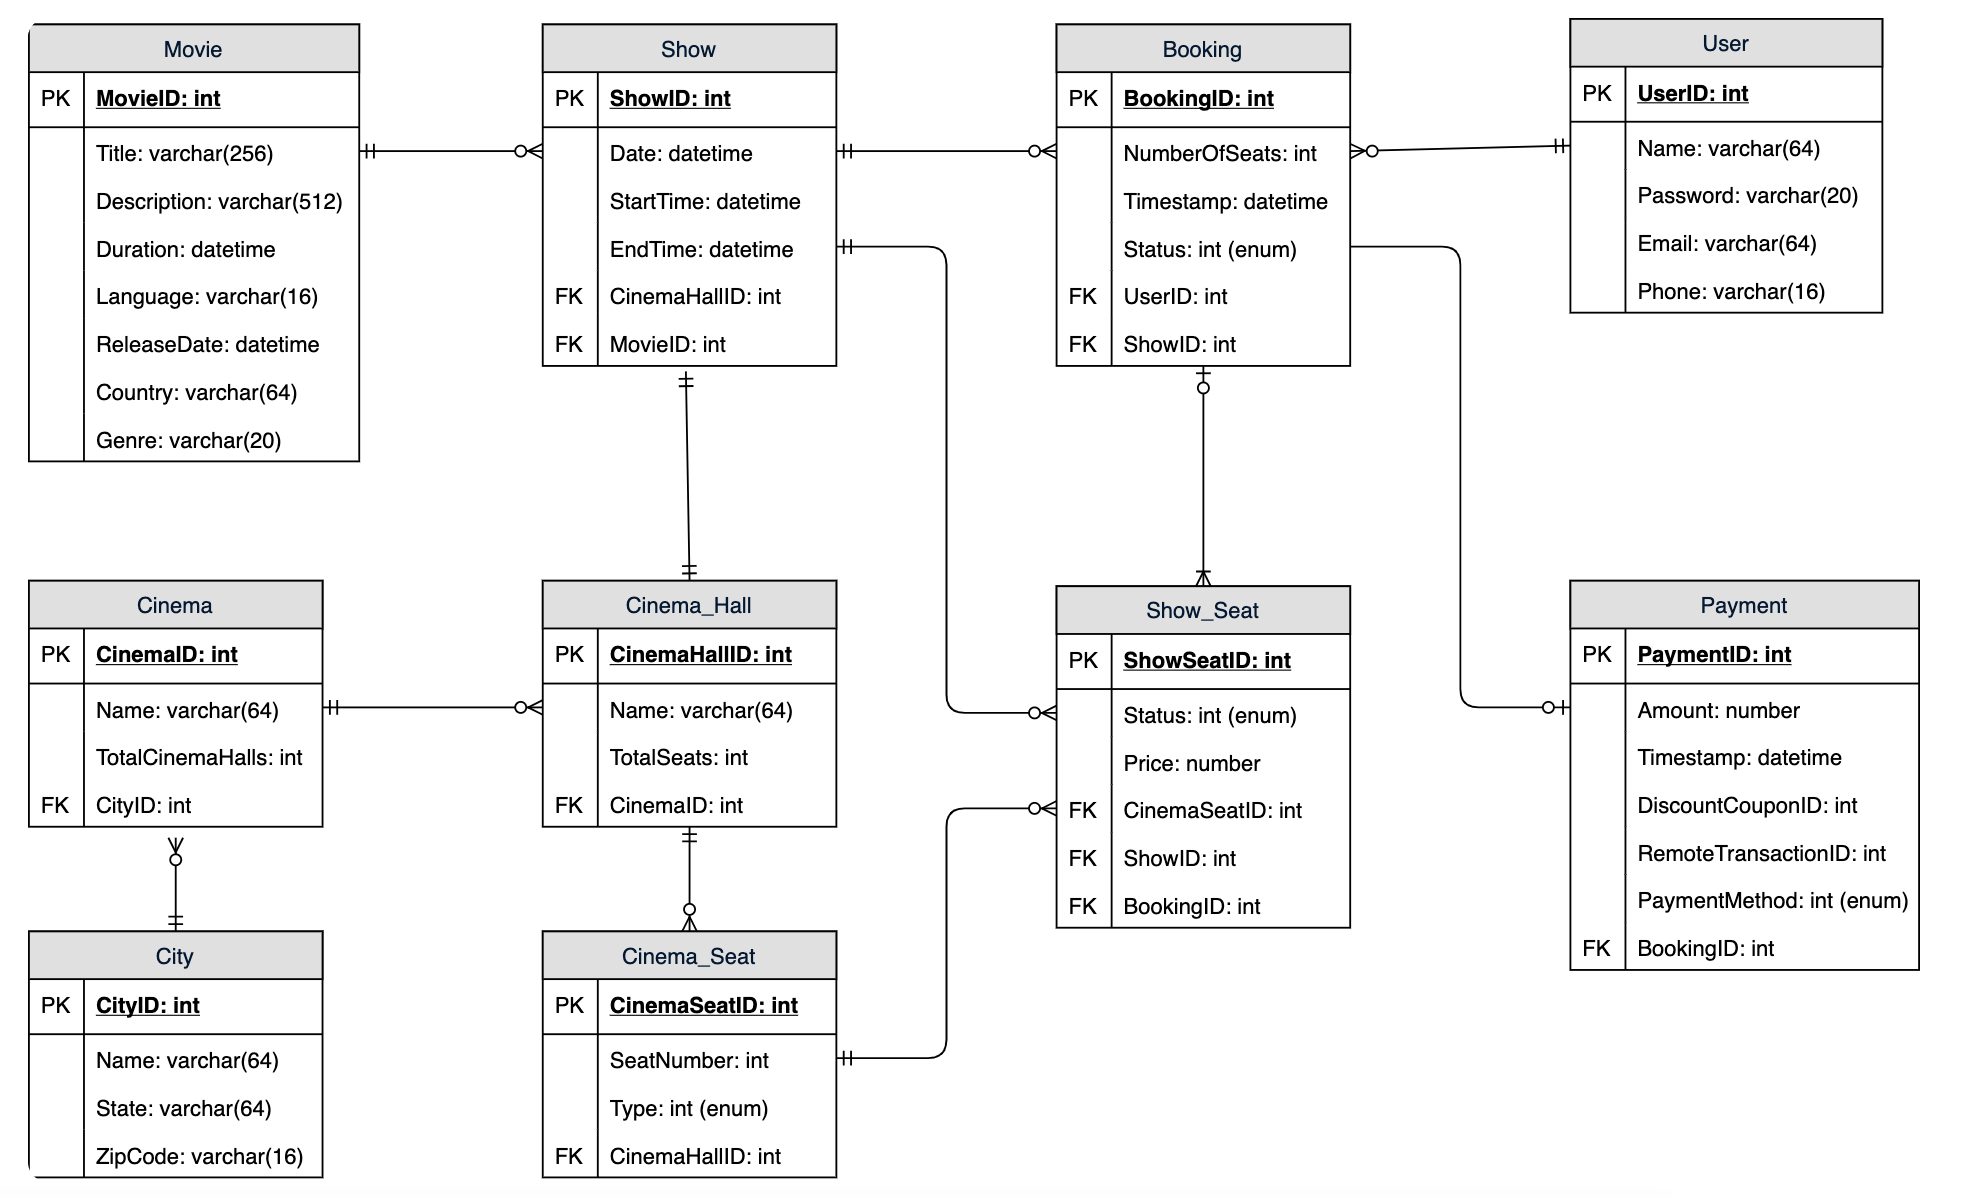 Movie
PK MovieID: int
Title: varchar(256)
Description: varchar(512)
Duration: datetime
Language: varchar(16)
ReleaseDate: datetime
Country: varchar(64)
Genre: varchar(20)
Show
PK ShowID: int
Date: datetime
StartTime: datetime
EndTime: datetime
FK CinemaHallID: int
FK MovieID: int
Booking
PK BookingID: int
NumberOfSeats: int
Timestamp: datetime
Status: int (enum)
FK UserID: int
FK ShowID: int
User
PK UserID: int
Name: varchar(64)
Password: varchar(20)
Email: varchar(64)
Phone: varchar(16)
Cinema
PK CinemaID: int
Name: varchar(64)
TotalCinemaHalls: int
FK CityID: int
Cinema_Hall
PK CinemaHallID: int
Name: varchar(64)
TotalSeats: int
FK CinemaID: int
Show_Seat
PK ShowSeatID: int
Status: int (enum)
Price: number
FK CinemaSeatID: int
FK ShowID: int
FK BookingID: int
Payment
PK PaymentID: int
Amount: number
Timestamp: datetime
DiscountCouponID: int
RemoteTransactionID: int
PaymentMethod: int (enum)
FK BookingID: int
City
PK CityID: int
Name: varchar(64)
State: varchar(64)
ZipCode: varchar(16)
Cinema_Seat
PK CinemaSeatID: int
SeatNumber: int
Type: int (enum)
FK CinemaHallID: int